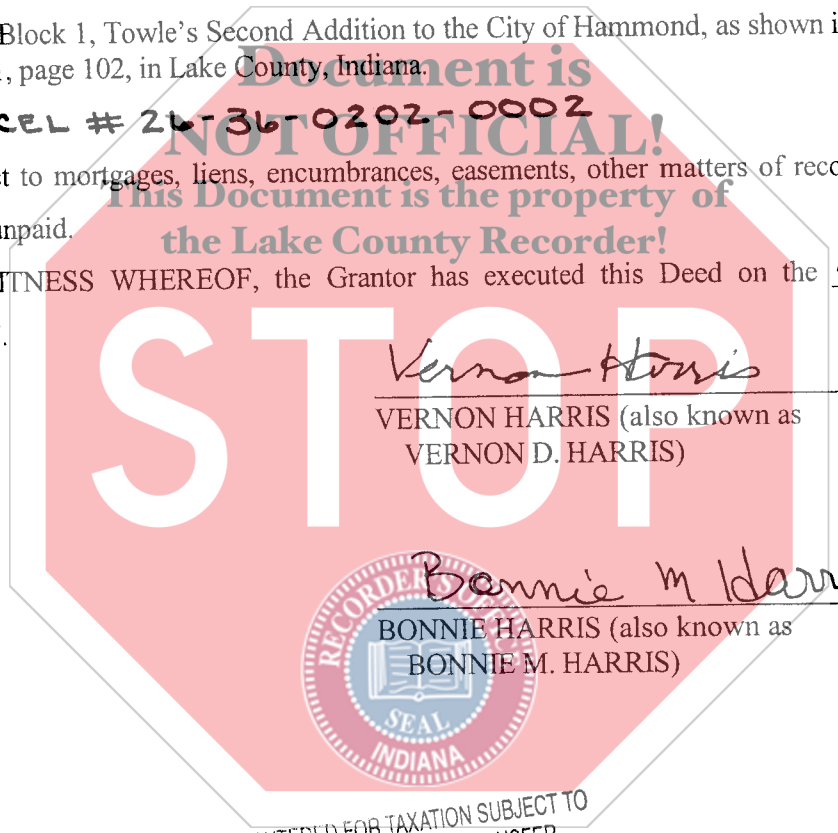 Block 1, Towle's Second Addition to the City of Hammond, as shown i
, page 102, in Lake County, Indiana.
Document is
CEL # 26-36-0202-0002
NOT OFFICIAL!
t to mortgages, liens, encumbrances, easements, other matters of reco
This Document is the property of
unpaid.
the Lake County Recorder!
ITNESS WHEREOF, the Grantor has executed this Deed on the
.
STOP
Vernon Harris
VERNON HARRIS (also known as
VERNON D. HARRIS)
Bonnie M Harr
BONNIE HARRIS (also known as
BONNIE M. HARRIS)
RECORDER'S OFFICE
SEAL
INDIANA
FOR TAXATION SUBJECT TO